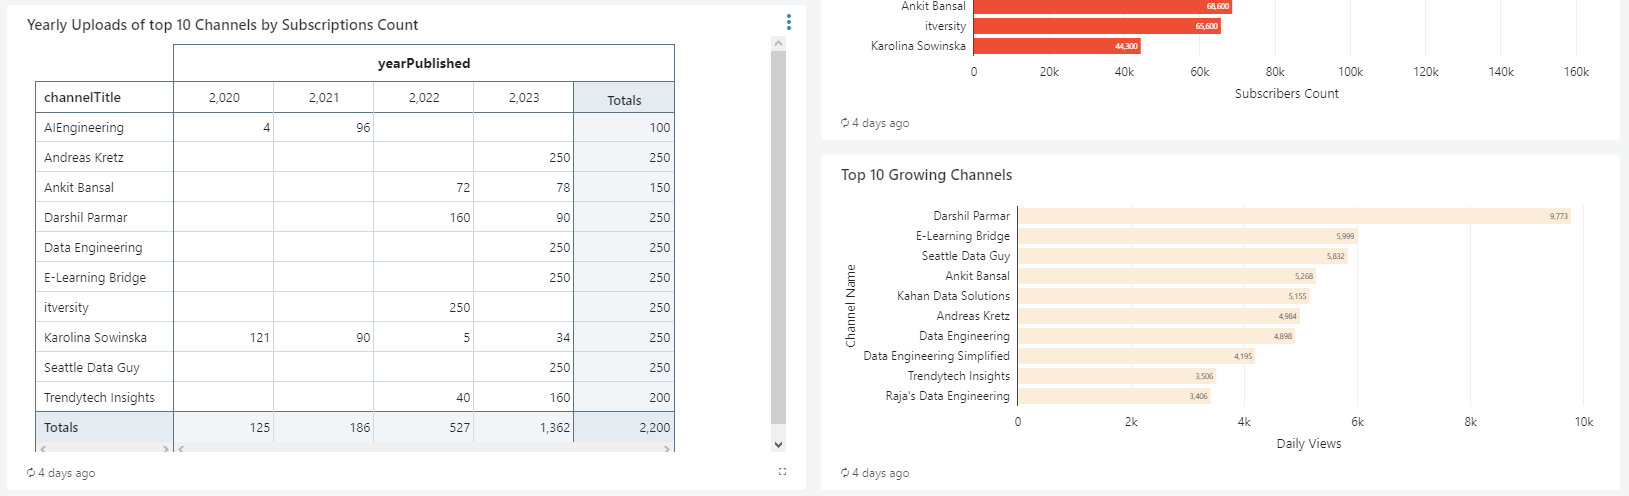 Yearly Uploads of top 10 Channels by Subscriptions Count
yearPublished
channelTitle 2,020 2,021 2,022 2,023 Totals
AIEngineering 4 96 100
Andreas Kretz 250 250
Ankit Bansal 72 78 150
Darshil Parmar 160 90 250
Data Engineering 250 250
E-Learning Bridge 250 250
itversity 250 250
Karolina Sowinska 121 90 5 34 250
Seattle Data Guy 250 250
Trendytech Insights 40 160 200
Totals 125 186 527 1,362 2,200
4 days ago
Ankit Bansal 68,600
itversity 65,600
Karolina Sowinska 44,300
0 20k 40k 60k 80k 100k 120k 140k 160k
Subscribers Count
4 days ago
Top 10 Growing Channels
Channel Name
Darshil Parmar 9,773
E-Learning Bridge 5,999
Seattle Data Guy 5,832
Ankit Bansal 5,268
Kahan Data Solutions 5,155
Andreas Kretz 4,984
Data Engineering 4,898
Data Engineering Simplified 4,195
Trendytech Insights 3,506
Raja's Data Engineering 3,406
0 2k 4k 6k 8k 10k
Daily Views
4 days ago